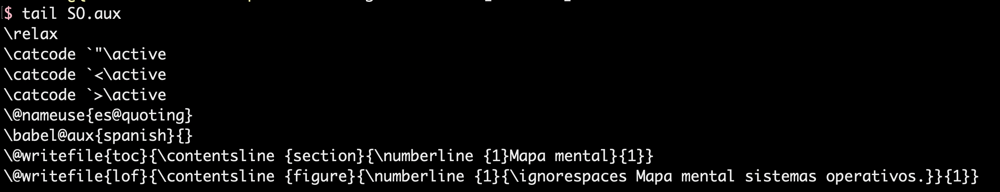 $ tail SO.aux
\relax
\catcode `"\active
\catcode `<\active
\catcode `>\active
\@nameuse{es@quoting}
\babel@aux{spanish}{}
\@writefile{toc}{\contentsline {section}{\numberline {1}Mapa mental}{1}}
\@writefile{lof}{\contentsline {figure}{\numberline {1}{\ignorespaces Mapa mental sistemas operativos.}}{1}}